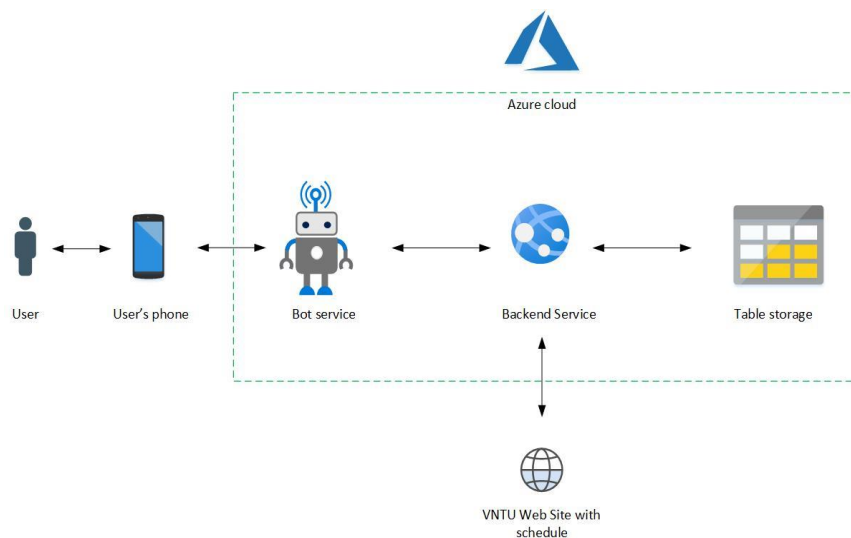 Azure cloud
User
User's phone
Bot service
Backend Service
Table storage
VNTU Web Site with
schedule